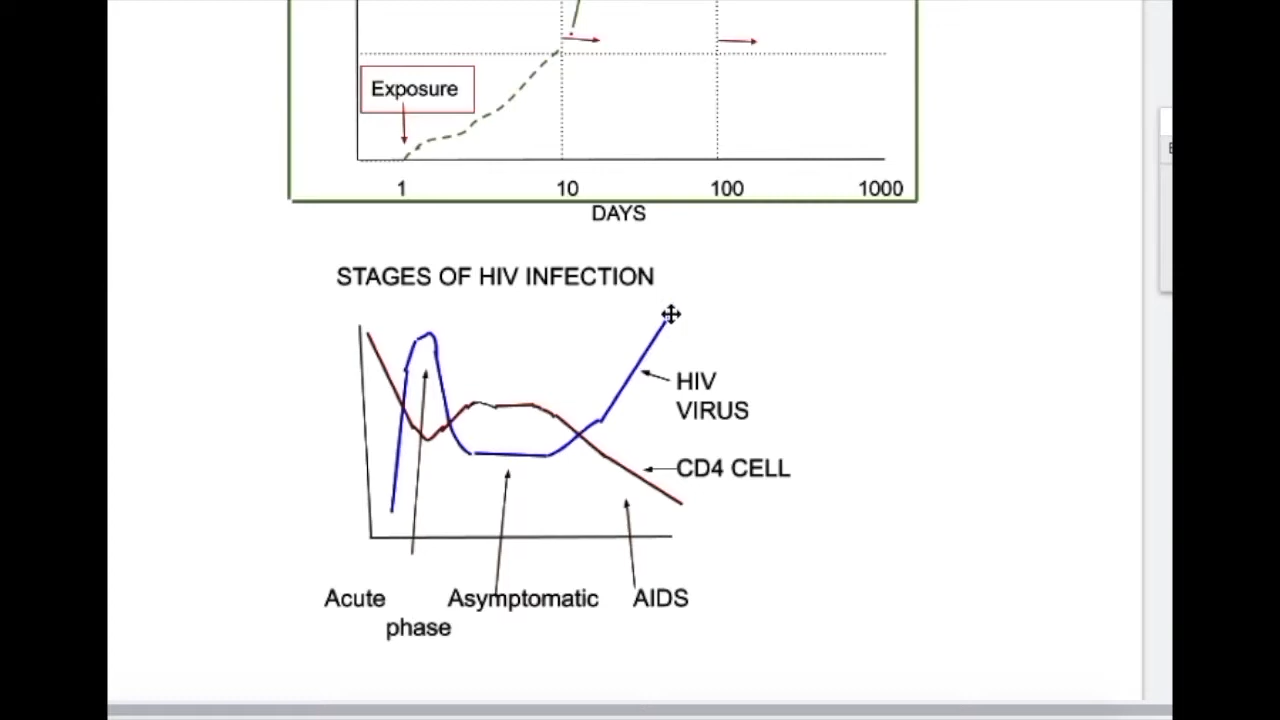 Exposure
1 10 100 1000
DAYS
STAGES OF HIV INFECTION
HIV
VIRUS
CD4 CELL
Acute Asymptomatic AIDS
phase